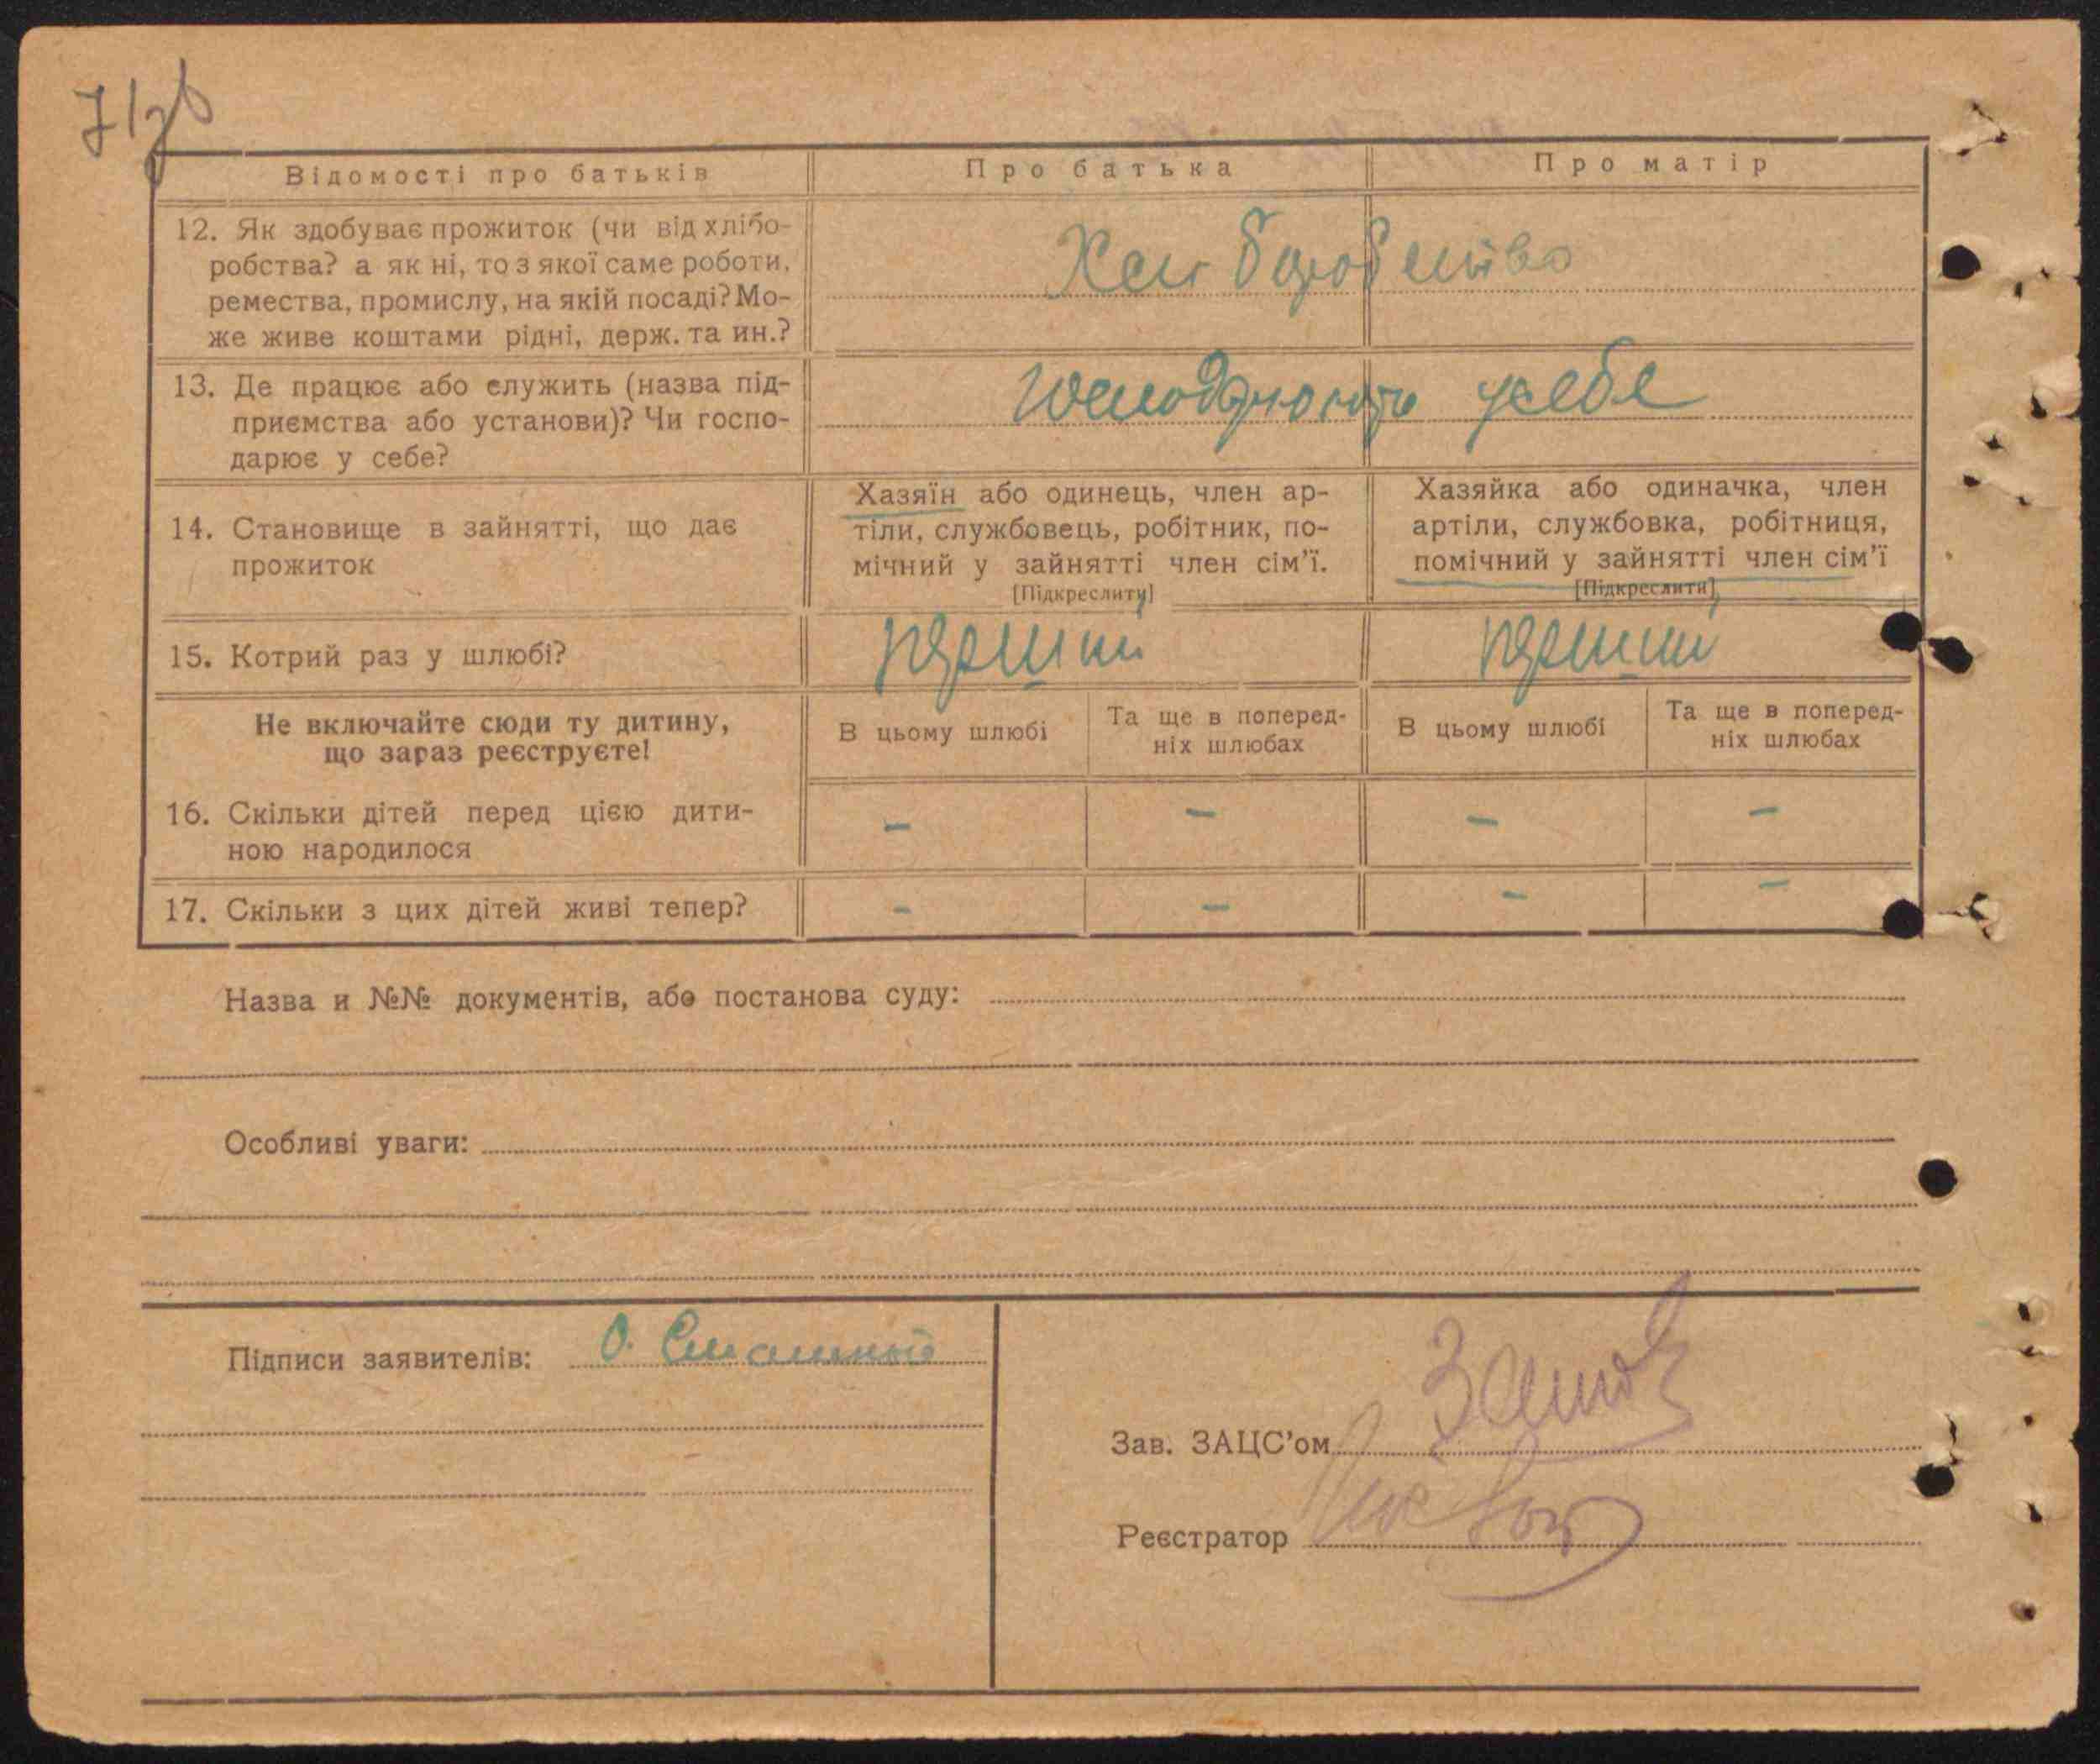 71зв
Відомості про батьків
Про батька
Про матір
12. Як здобуває прожиток (чи від хлібо-
робства? а як ні, то з якої саме роботи,
ремества, промислу, на якій посаді? Мо-
же живе коштами рідні, держ. та ин.?
13. Де працює або служить (назва під-
приємства або установи)? Чи госпо-
дарює у себе?
у себе
14. Становище в зайнятті, що дає
прожиток
Хазяїн або одинець, член ар-
тіли, службовець, робітник, по-
мічний у зайнятті член сім'ї.
[Підкреслити]
Хазяйка або одиначка, член
артіли, службовка, робітниця,
помічний у зайнятті член сім'ї
[Підкреслити]
15. Котрий раз у шлюбі?
перший
перший
Не включайте сюди ту дитину,
що зараз реєструєте!
В цьому шлюбі
Та ще в поперед-
ніх шлюбах
В цьому шлюбі
Та ще в поперед-
ніх шлюбах
16. Скільки дітей перед цією дити-
ною народилося
– – – –
17. Скільки з цих дітей живі тепер?
– – – –
Назва и №№ документів, або постанова суду:
Особливі уваги:
Підписи заявителів: О.
Зав. ЗАЦС'ом
Реєстратор